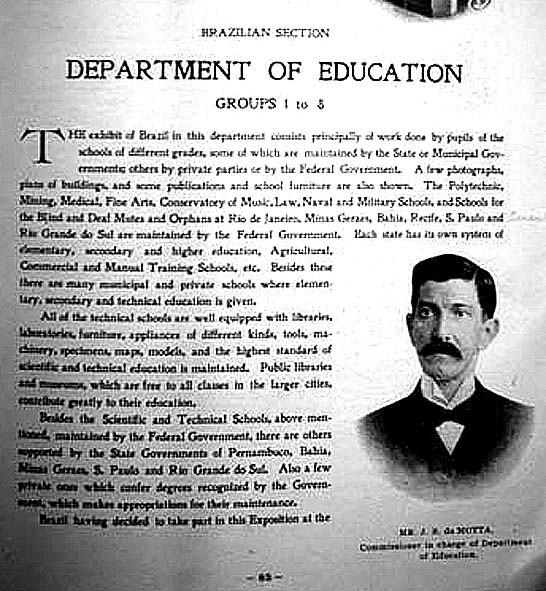 BRAZILIAN SECTION
DEPARTMENT OF EDUCATION
GROUPS 1 to 8
THE exhibit of Brazil in this department consists principally of work done by pupils of the
schools of different grades, some of which are maintained by the State or Municipal Gov-
ernments; others by private parties or by the Federal Government. A few photographs,
plans of buildings, and some publications and school furniture are also shown. The Polytechnic,
Mining, Medical, Fine Arts, Conservatory of Music, Law, Naval and Military Schools, and Schools for
the Blind and Deaf Mutes and Orphans at Rio de Janeiro, Minas Geraes, Bahia, Recife, S. Paulo and
Rio Grande do Sul are maintained by the Federal Government. Each state has its own system of
elementary, secondary and higher education, Agricultural,
Commercial and Manual Training Schools, etc. Besides these
there are many municipal and private schools where elemen-
tary, secondary and technical education is given.
All of the technical schools are well equipped with libraries,
laboratories, furniture, appliances of different kinds, tools, ma-
chinery, specimens, maps, models, and the highest standard of
scientific and technical education is maintained. Public libraries
and museums, which are free to all classes in the larger cities,
contribute greatly to their education.
Besides the Scientific and Technical Schools, above men-
tioned, maintained by the Federal Government, there are others
supported by the State Governments of Pernambuco, Bahia,
Minas Geraes, S. Paulo and Rio Grande do Sul. Also a few
private ones which confer degrees recognized by the Govern-
ment, which makes appropriations for their maintenance.
Brazil having decided to take part in this Exposition at the
MR. J. F. da MOTTA,
Commissioner in charge of Department
of Education.
- 83 -